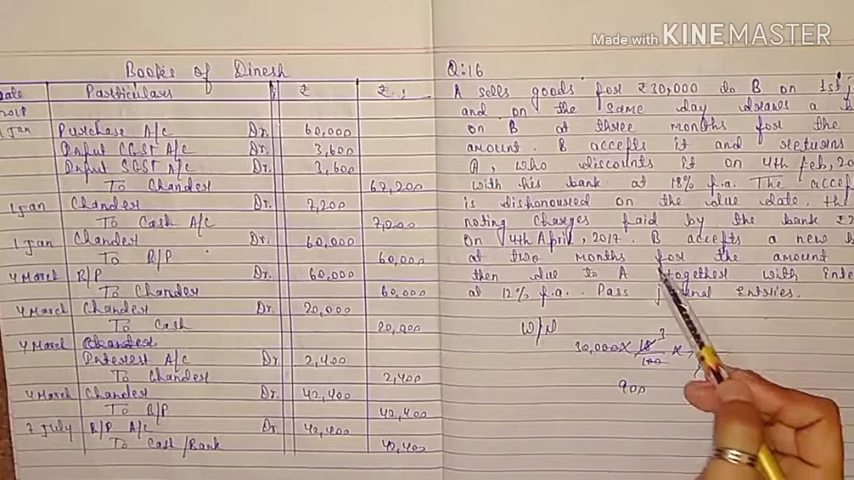 Made with KINEMASTER
Books of Dinesh
Date Particulars ₹ ₹
2018
1 Jan Purchase A/c Dr. 60,000
Input CGST A/c Dr. 3,600
Input SGST A/c Dr. 3,600
To Chander 67,200
1 Jan Chander Dr. 7,200
To Cash A/c 7,200
1 Jan Chander Dr. 60,000
To B/P 60,000
4 March B/P Dr. 60,000
To Chander 60,000
4 March Chander Dr. 20,000
To Cash 20,000
4 March
Interest A/c Dr 2,400
To Chander 2,400
4 March Chander Dr. 42,400
To B/P 42,400
7 July B/P A/c Dr. 42,400
To Cash/Bank 42,400
Q:16
A sells goods for ₹30,000 to B on 1st
and on the same day draws a
on B at three months for the
amount. B accepts it and returns
A, who discounts it on 4th Feb, 20
with his bank at 18% p.a. The
is dishonoured on the due date. the
noting charges paid by the bank
On 4th April, 2017. B accepts a new
at two months for the amount
then due to A together with
at 12% p.a. Pass Journal Entries.
W/N
30,000 × 18 3
100 ×
900